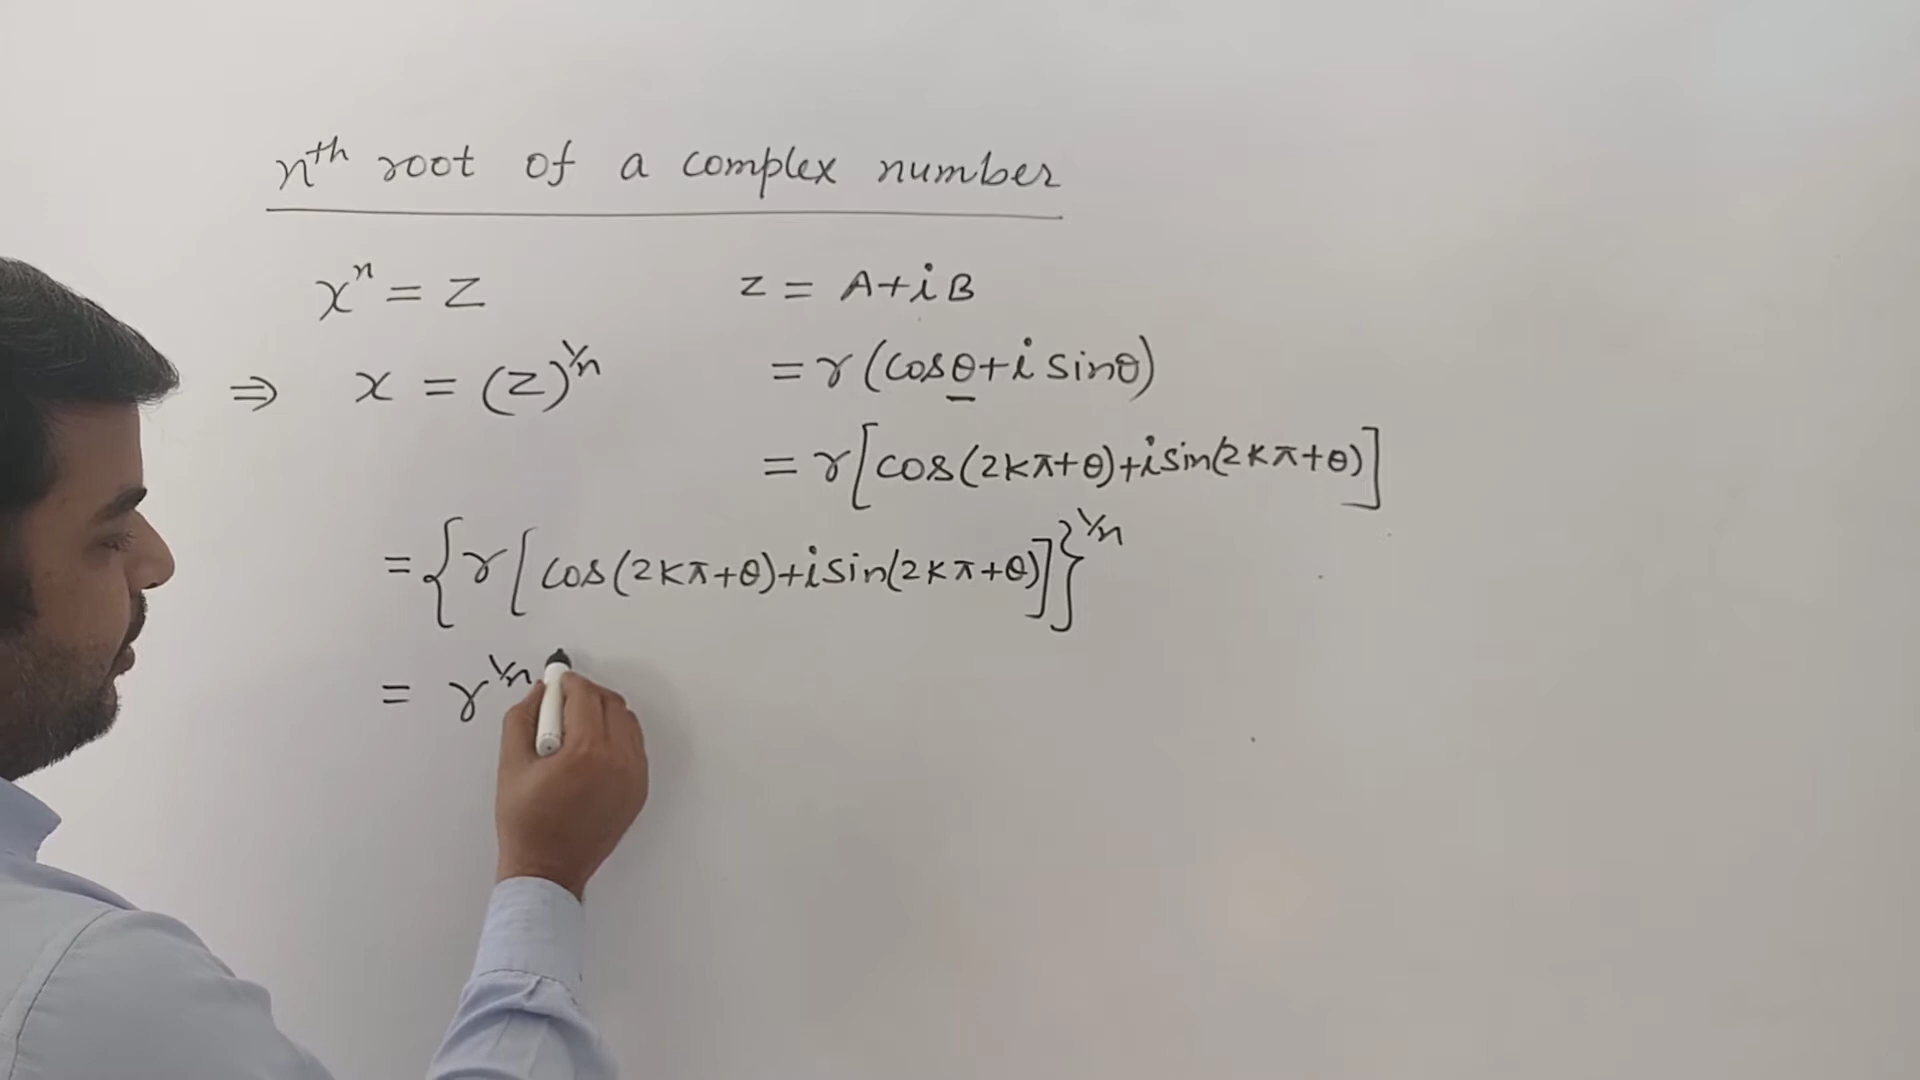 nth root of a complex number
xⁿ = z
z = A+iB
⇒ x = (z)^1/n
= r(cosθ+i sinθ)
= r[cos(2kπ+θ)+isin(2kπ+θ)]
= {r[cos(2kπ+θ)+isin(2kπ+θ)]}^1/n
= r^1/n